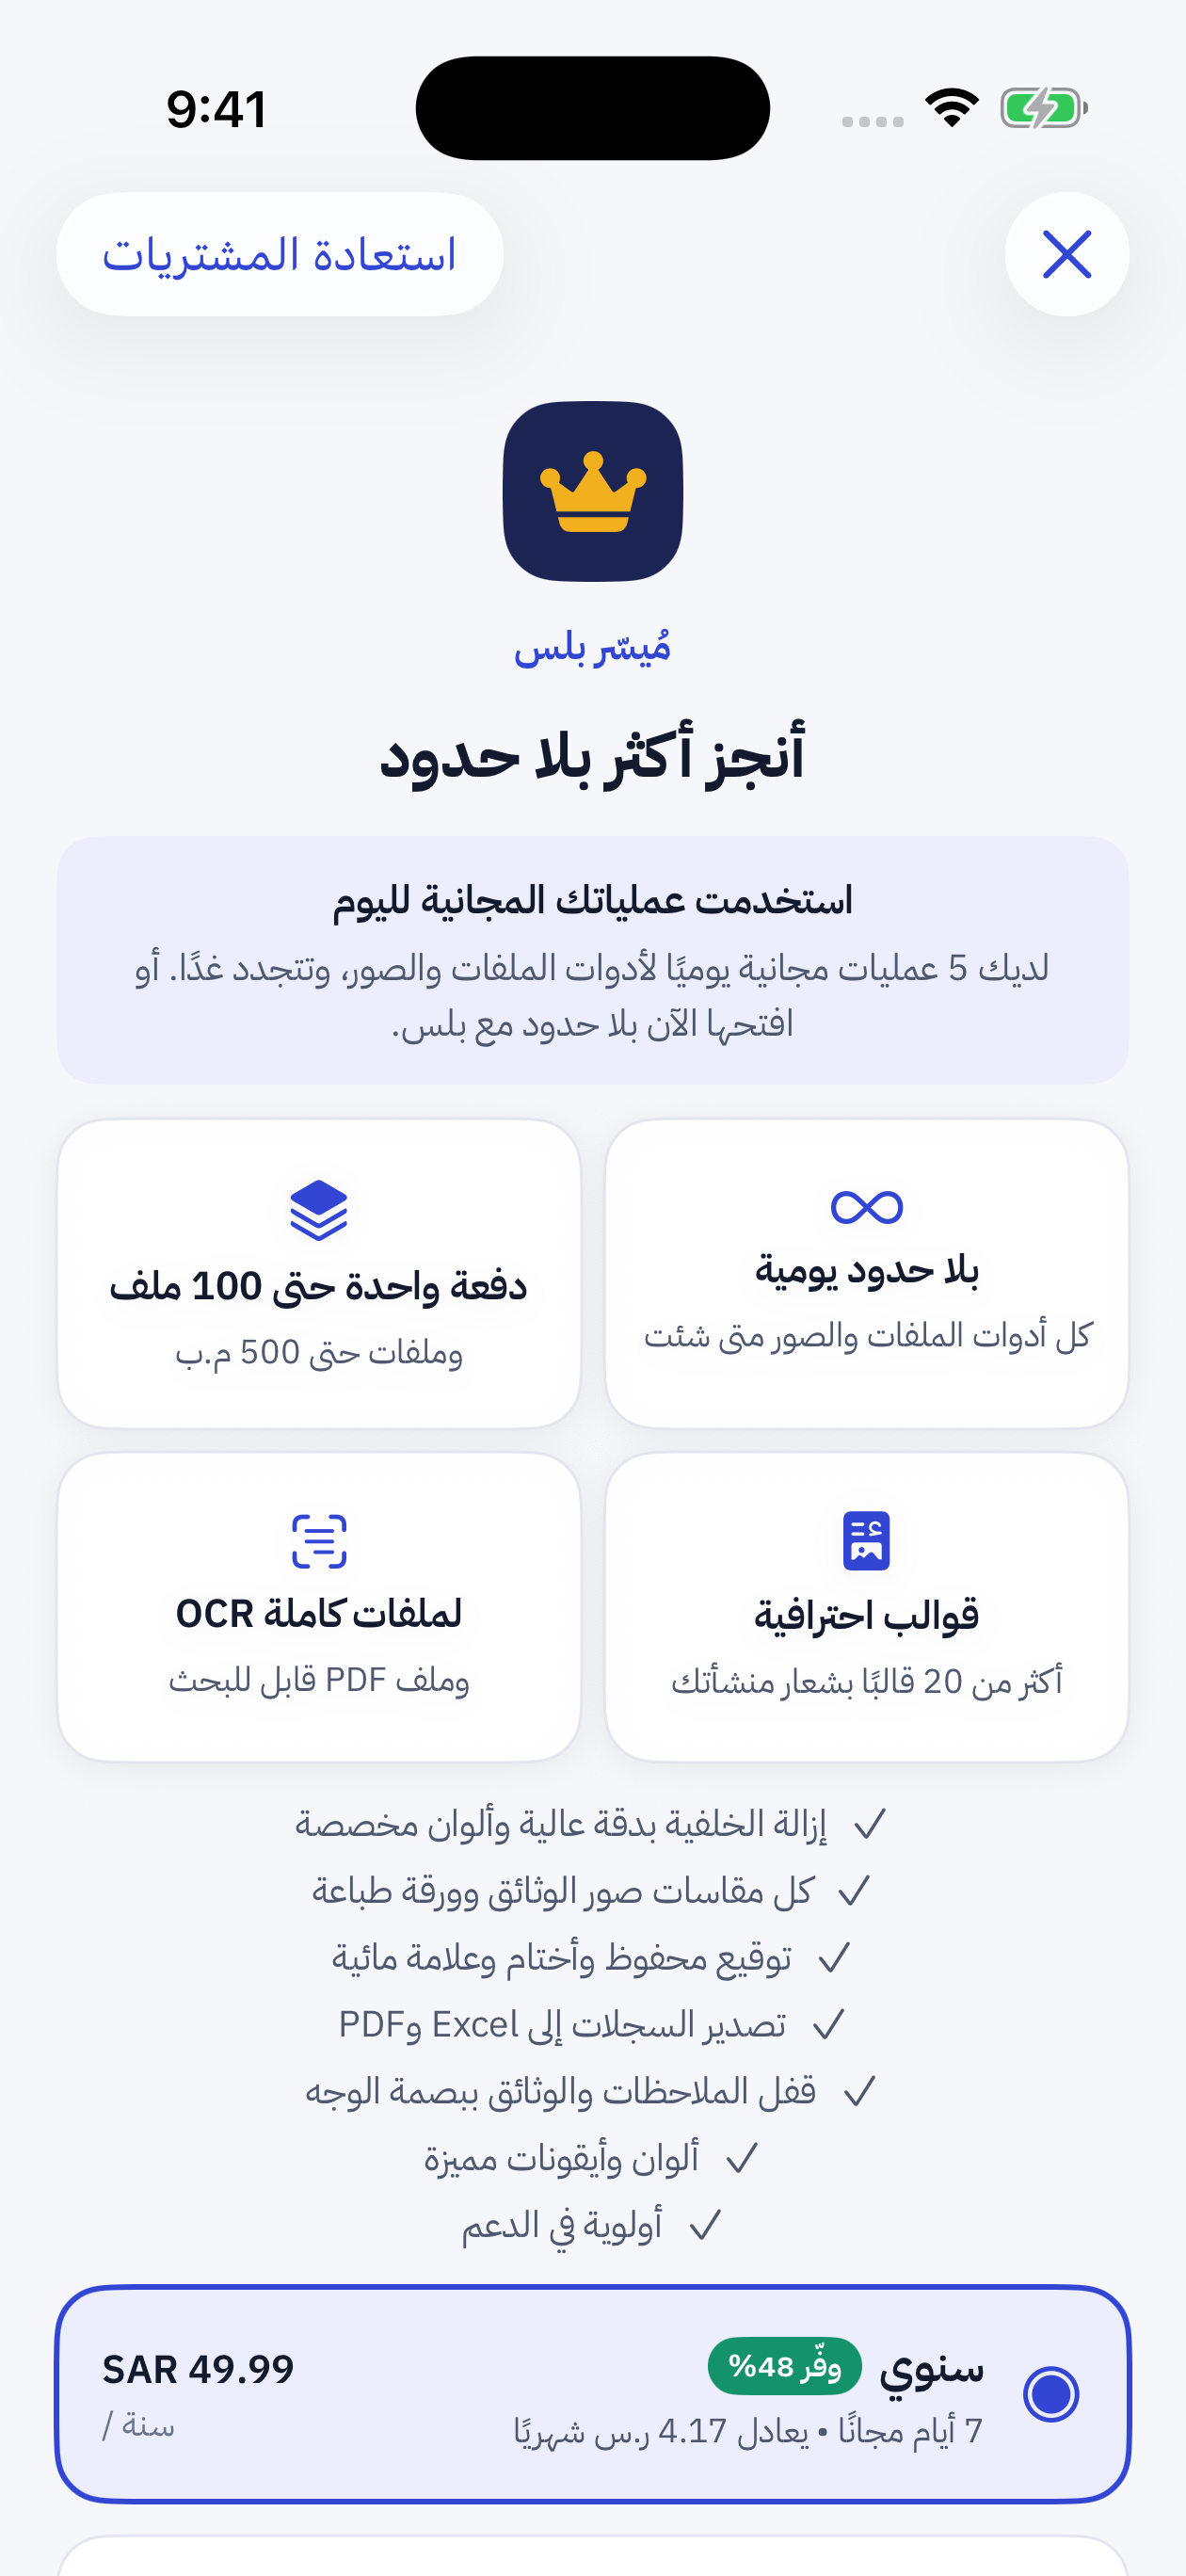 9:41
استعادة المشتريات
مُيسّر بلس
أنجز أكثر بلا حدود
استخدمت عملياتك المجانية لليوم
لديك 5 عمليات مجانية يوميًا لأدوات الملفات والصور، وتتجدد غدًا. أو
افتحها الآن بلا حدود مع بلس.
بلا حدود يومية
كل أدوات الملفات والصور متى شئت
دفعة واحدة حتى 100 ملف
وملفات حتى 500 م.ب
قوالب احترافية
أكثر من 20 قالبًا بشعار منشأتك
لملفات كاملة OCR
وملف PDF قابل للبحث
إزالة الخلفية بدقة عالية وألوان مخصصة
كل مقاسات صور الوثائق وورقة طباعة
توقيع محفوظ وأختام وعلامة مائية
تصدير السجلات إلى Excel وPDF
قفل الملاحظات والوثائق ببصمة الوجه
ألوان وأيقونات مميزة
أولوية في الدعم
سنوي
وفّر 48%
7 أيام مجانًا • يعادل 4.17 ر.س شهريًا
SAR 49.99
سنة /